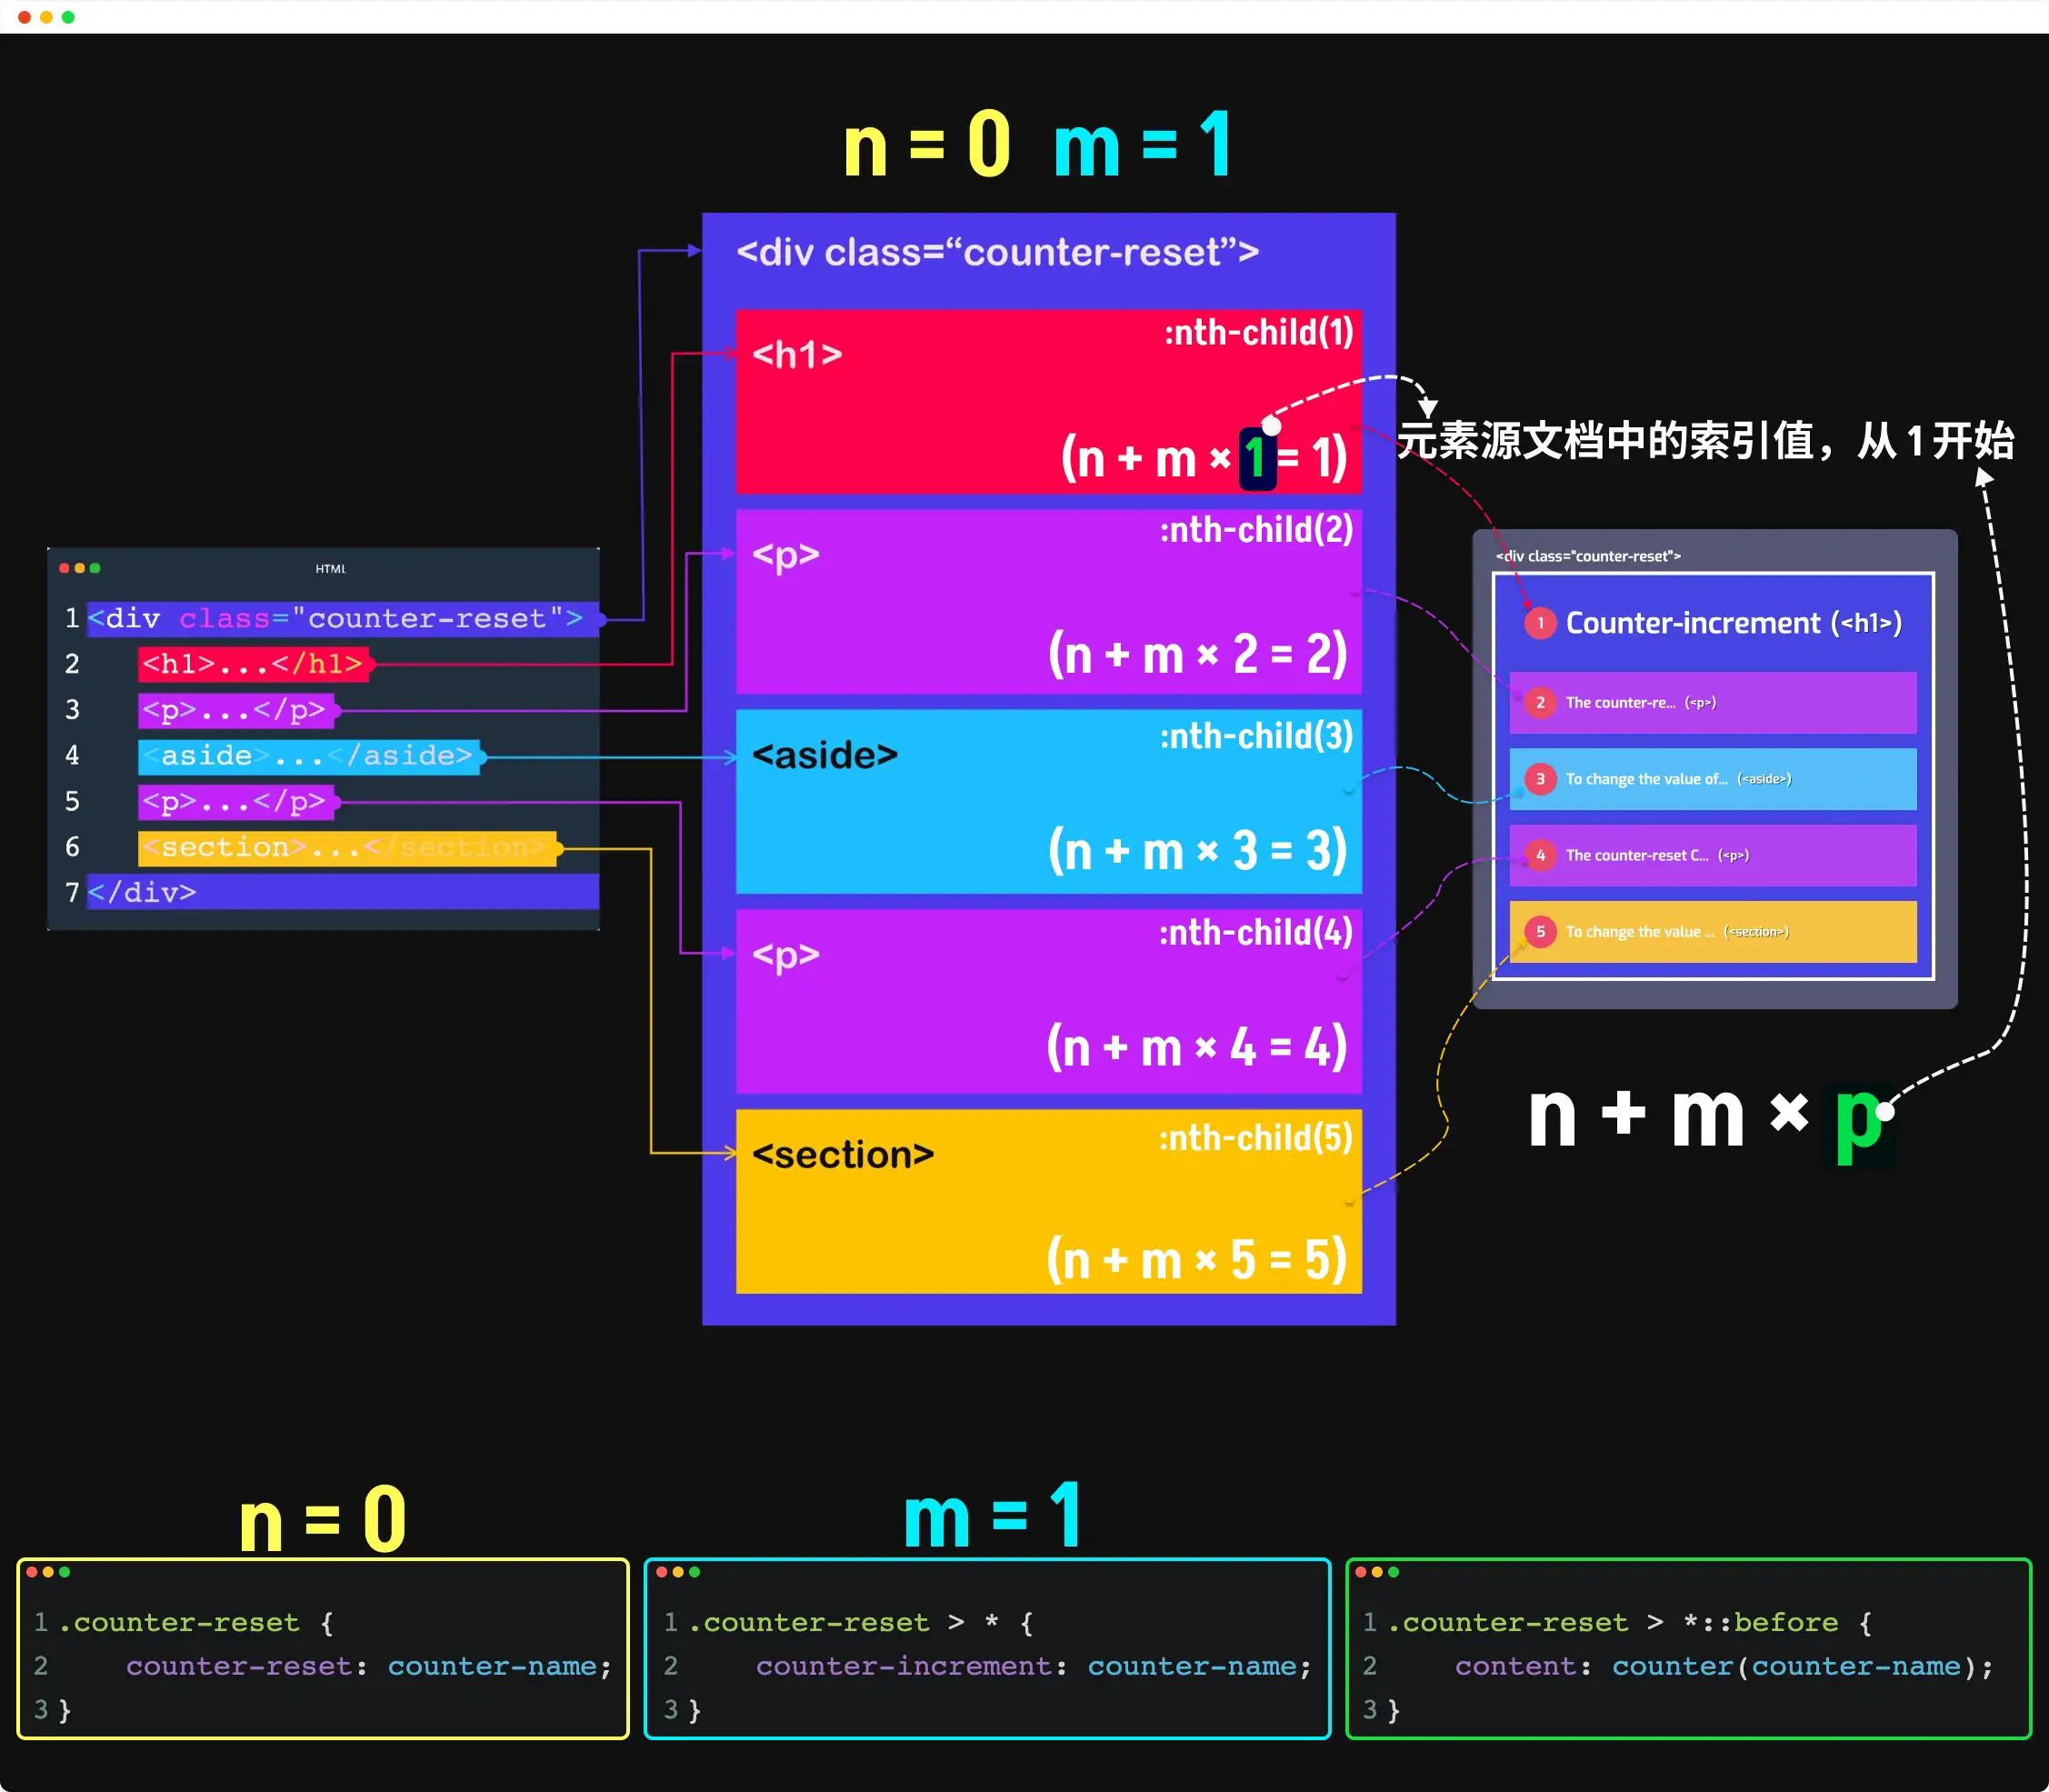 n = 0 m = 1
<div class=“counter-reset”>
:nth-child(1)
<h1>
(n + m × 1 = 1)
元素源文档中的索引值，从 1 开始
:nth-child(2)
<p>
(n + m × 2 = 2)
:nth-child(3)
<aside>
(n + m × 3 = 3)
:nth-child(4)
<p>
(n + m × 4 = 4)
:nth-child(5)
<section>
(n + m × 5 = 5)
HTML
1 <div class="counter-reset">
2 <h1>...</h1>
3 <p>...</p>
4 <aside>...</aside>
5 <p>...</p>
6 <section>...</section>
7 </div>
<div class="counter-reset">
1 Counter-increment (<h1>)
2 The counter-re... (<p>)
3 To change the value of... (<aside>)
4 The counter-reset C... (<p>)
5 To change the value ... (<section>)
n + m × p
n = 0
1 .counter-reset {
2 counter-reset: counter-name;
3 }
m = 1
1 .counter-reset > * {
2 counter-increment: counter-name;
3 }
1 .counter-reset > *::before {
2 content: counter(counter-name);
3 }